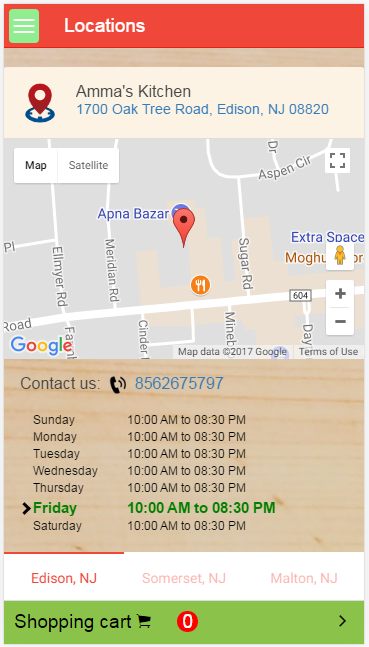 Locations
Amma's Kitchen
1700 Oak Tree Road, Edison, NJ 08820
Map Satellite
Dr
Aspen Cir
Apna Bazar
Extra Space
Moghu
Pl
Ellmyer Rd
Meridian Rd
Sugar Rd
604
Road
Cinder
Mineb
Day
Google
Map data ©2017 Google Terms of Use
Contact us: 8562675797
Sunday 10:00 AM to 08:30 PM
Monday 10:00 AM to 08:30 PM
Tuesday 10:00 AM to 08:30 PM
Wednesday 10:00 AM to 08:30 PM
Thursday 10:00 AM to 08:30 PM
Friday 10:00 AM to 08:30 PM
Saturday 10:00 AM to 08:30 PM
Edison, NJ Somerset, NJ Malton, NJ
Shopping cart 0